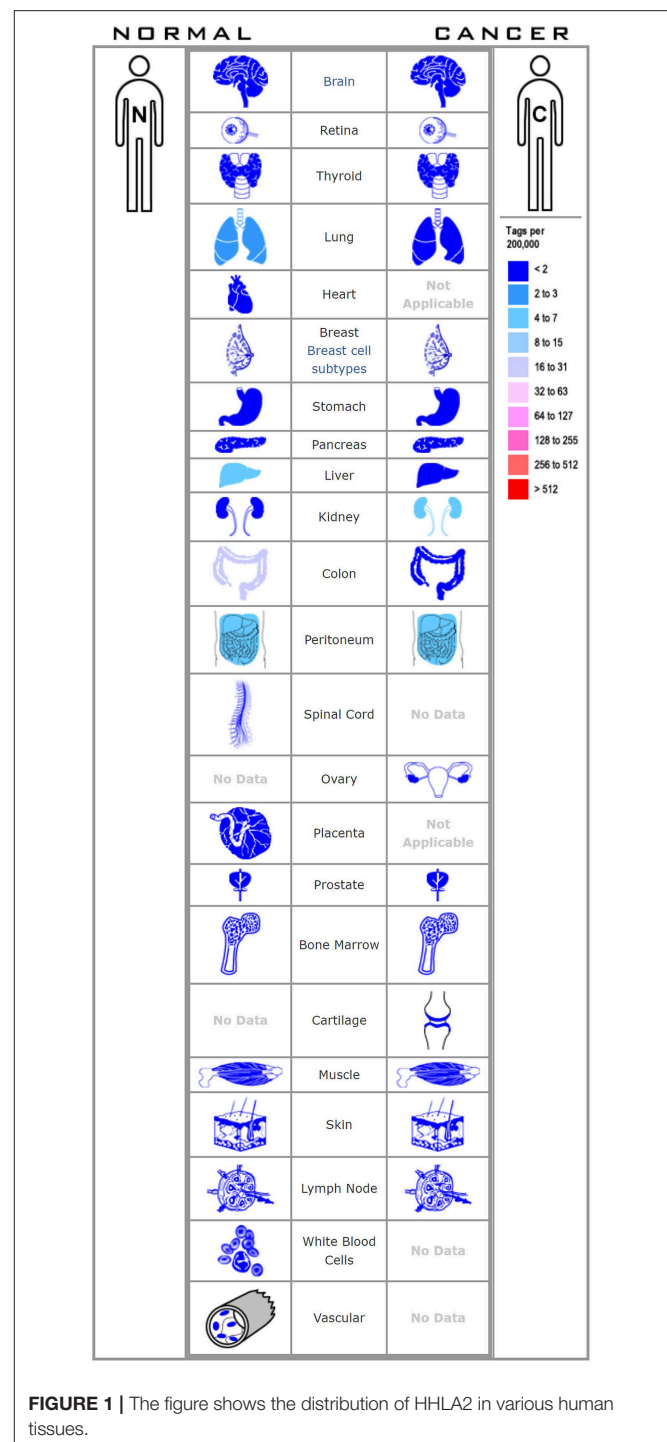 NORMAL CANCER
N
C
Brain
Retina
Thyroid
Lung
Tags per
200,000
< 2
2 to 3
4 to 7
8 to 15
16 to 31
32 to 63
64 to 127
128 to 255
256 to 512
> 512
Heart
Not
Applicable
Breast
Breast cell
subtypes
Stomach
Pancreas
Liver
Kidney
Colon
Peritoneum
Spinal Cord
No Data
No Data
Ovary
Placenta
Not
Applicable
Prostate
Bone Marrow
No Data
Cartilage
Muscle
Skin
Lymph Node
White Blood
Cells
No Data
Vascular
No Data
FIGURE 1 | The figure shows the distribution of HHLA2 in various human
tissues.